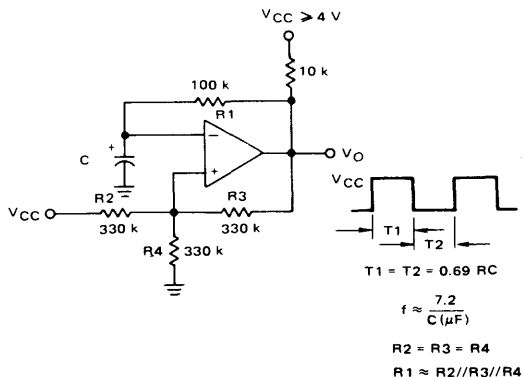 VCC ≥ 4 V
10 k
100 k
R1
+
C
−
+
VO
VCC
R2
330 k
R3
330 k
R4
330 k
VCC
T1
T2
T1 = T2 = 0.69 RC
f ≈ 7.2 / C(μF)
R2 = R3 = R4
R1 ≈ R2//R3//R4